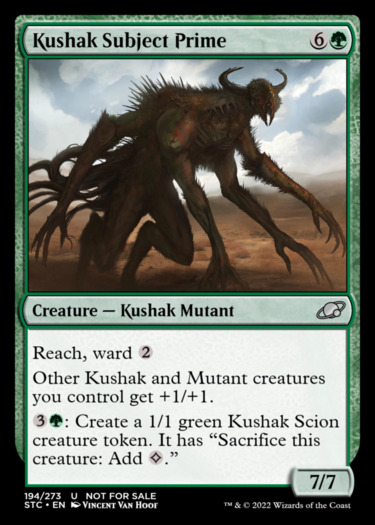 Kushak Subject Prime 6
Creature — Kushak Mutant
Reach, ward 2
Other Kushak and Mutant creatures
you control get +1/+1.
3: Create a 1/1 green Kushak Scion
creature token. It has “Sacrifice this
creature: Add .”
7/7
194/273 U NOT FOR SALE
STC • EN Vincent Van Hoof
™ & © 2022 Wizards of the Coast